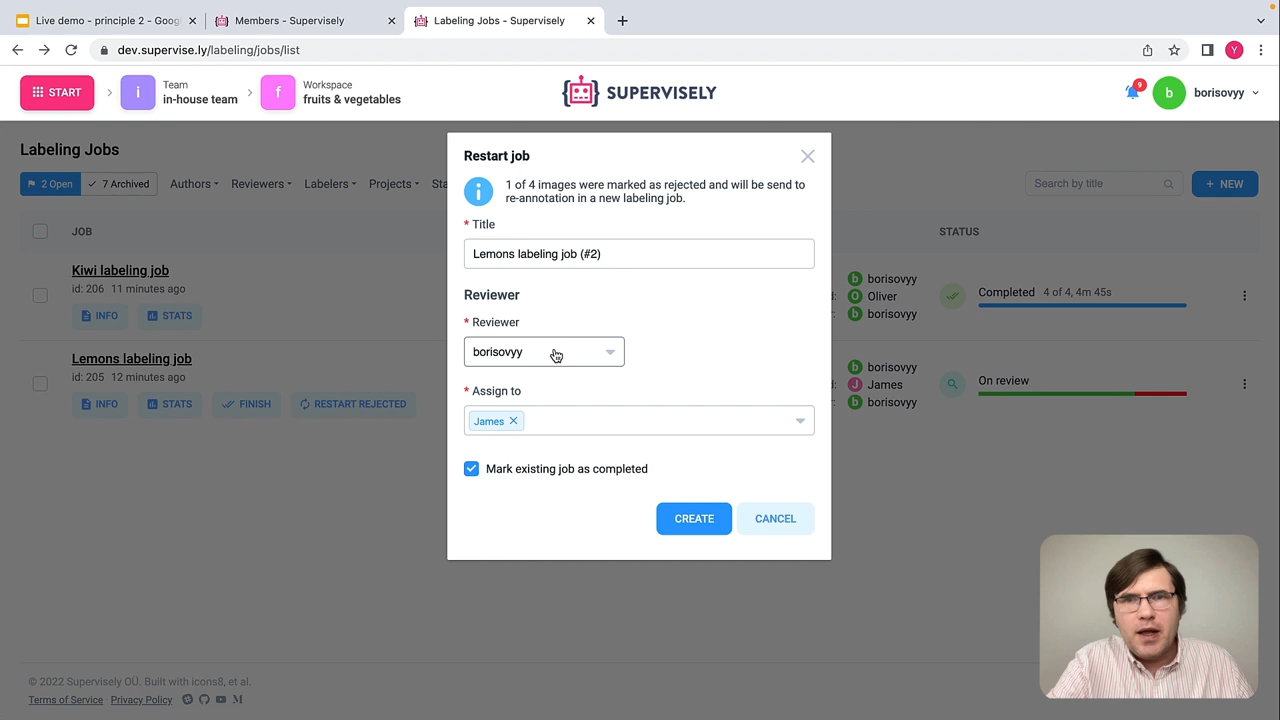 Live demo - principle 2 - Goog
Members - Supervisely
Labeling Jobs - Supervisely
dev.supervise.ly/labeling/jobs/list
Y
START
i
Team
in-house team
f
Workspace
fruits & vegetables
SUPERVISELY
9
b
borisovyy
Labeling Jobs
2 Open
7 Archived
Authors
Reviewers
Labelers
Projects
Sta
Search by title
+ NEW
JOB
STATUS
Kiwi labeling job
id: 206 11 minutes ago
INFO
STATS
b borisovyy
d: O Oliver
r: b borisovyy
Completed 4 of 4, 4m 45s
Lemons labeling job
id: 205 12 minutes ago
INFO
STATS
FINISH
RESTART REJECTED
b borisovyy
d: J James
r: b borisovyy
On review
Restart job
i
1 of 4 images were marked as rejected and will be send to
re-annotation in a new labeling job.
* Title
Lemons labeling job (#2)
Reviewer
* Reviewer
borisovyy
* Assign to
James
Mark existing job as completed
CREATE
CANCEL
© 2022 Supervisely OÜ. Built with icons8, et al.
Terms of Service · Privacy Policy